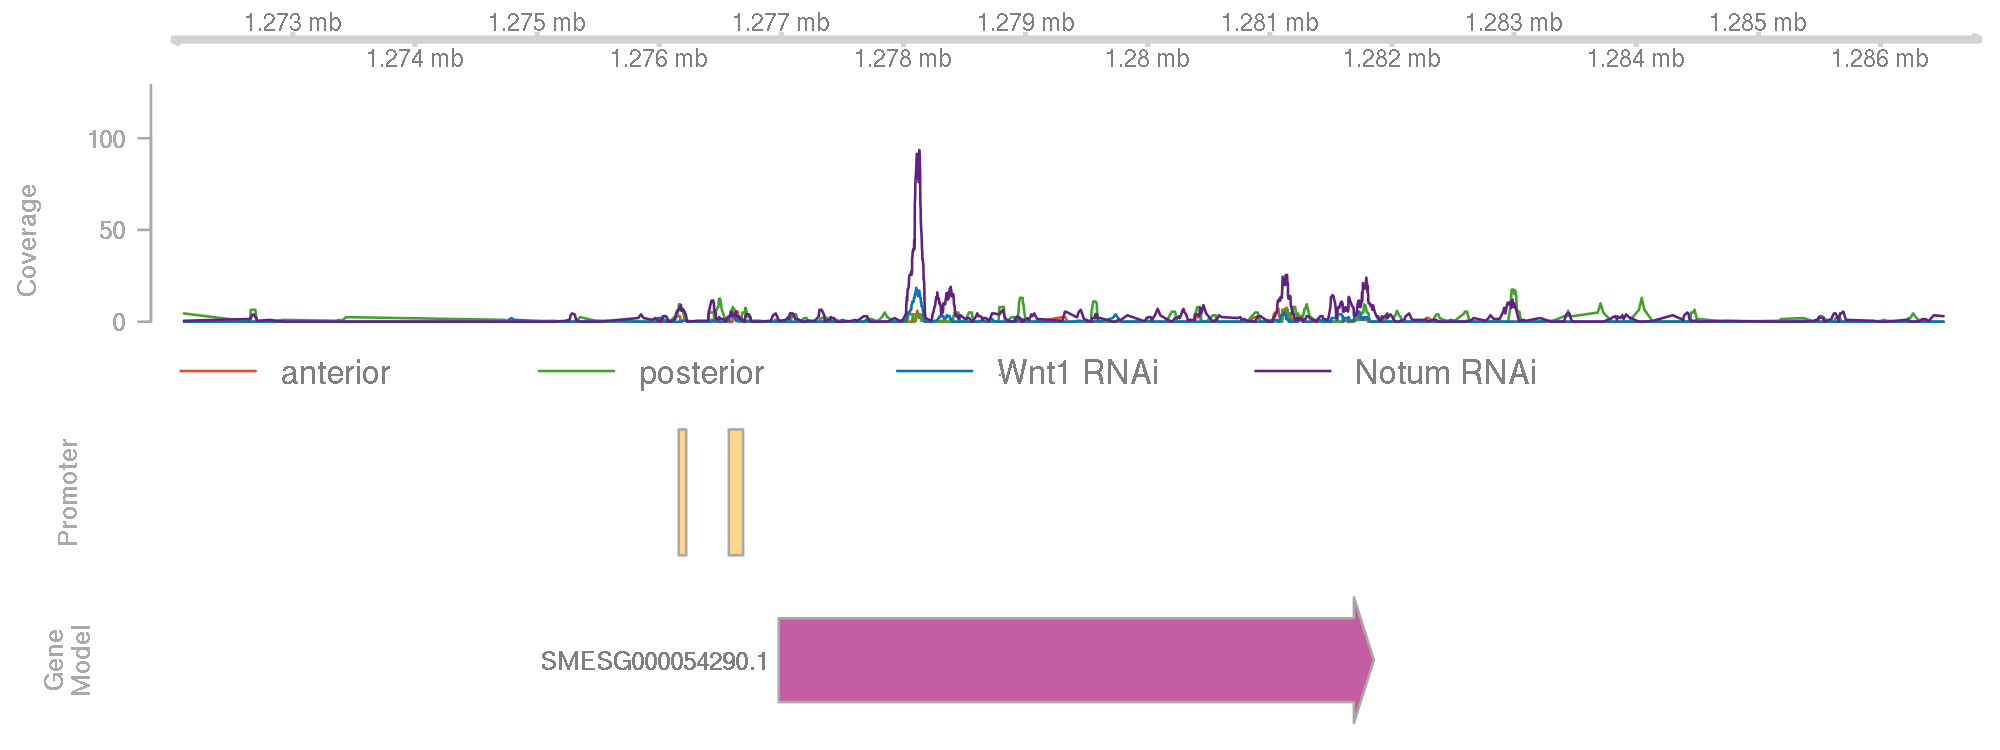 1.273 mb 1.275 mb 1.277 mb 1.279 mb 1.281 mb 1.283 mb 1.285 mb
1.274 mb 1.276 mb 1.278 mb 1.28 mb 1.282 mb 1.284 mb 1.286 mb
Coverage
100
50
0
anterior posterior Wnt1 RNAi Notum RNAi
Promoter
Gene
Model
SMESG000054290.1